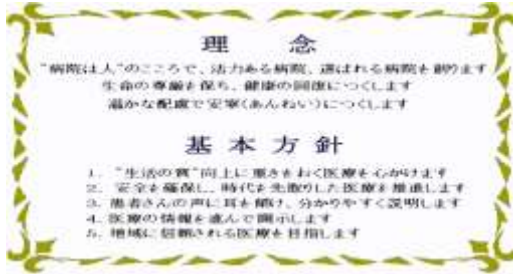 理 念
"病院は人"のこころで、活力ある病院、選ばれる病院を創ります
生命の尊厳を保ち、健康の回復につくします
温かな配慮で安寧(あんねい)につくします
基本方針
1. "生活の質"向上に重きをおく医療を心がけます
2. 安全を確保し、時代を先取りした医療を推進します
3. 患者さんの声に耳を傾け、分かりやすく説明します
4. 医療の情報を進んで開示します
5. 地域に信頼される医療を目指します